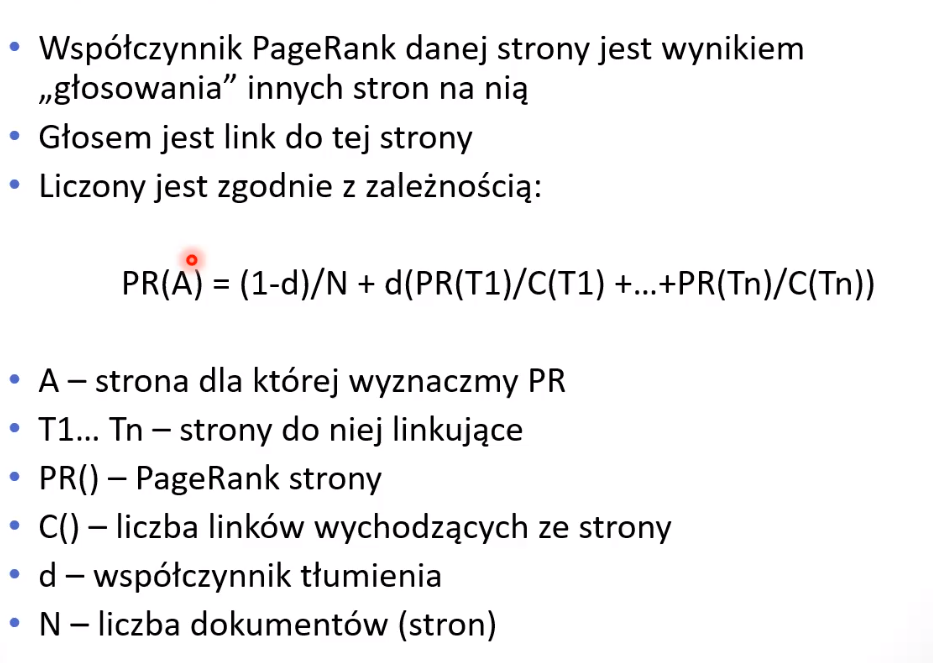 • Współczynnik PageRank danej strony jest wynikiem
„głosowania” innych stron na nią
• Głosem jest link do tej strony
• Liczony jest zgodnie z zależnością:
PR(A) = (1-d)/N + d(PR(T1)/C(T1) +...+PR(Tn)/C(Tn))
• A – strona dla której wyznaczmy PR
• T1... Tn – strony do niej linkujące
• PR() – PageRank strony
• C() – liczba linków wychodzących ze strony
• d – współczynnik tłumienia
• N – liczba dokumentów (stron)